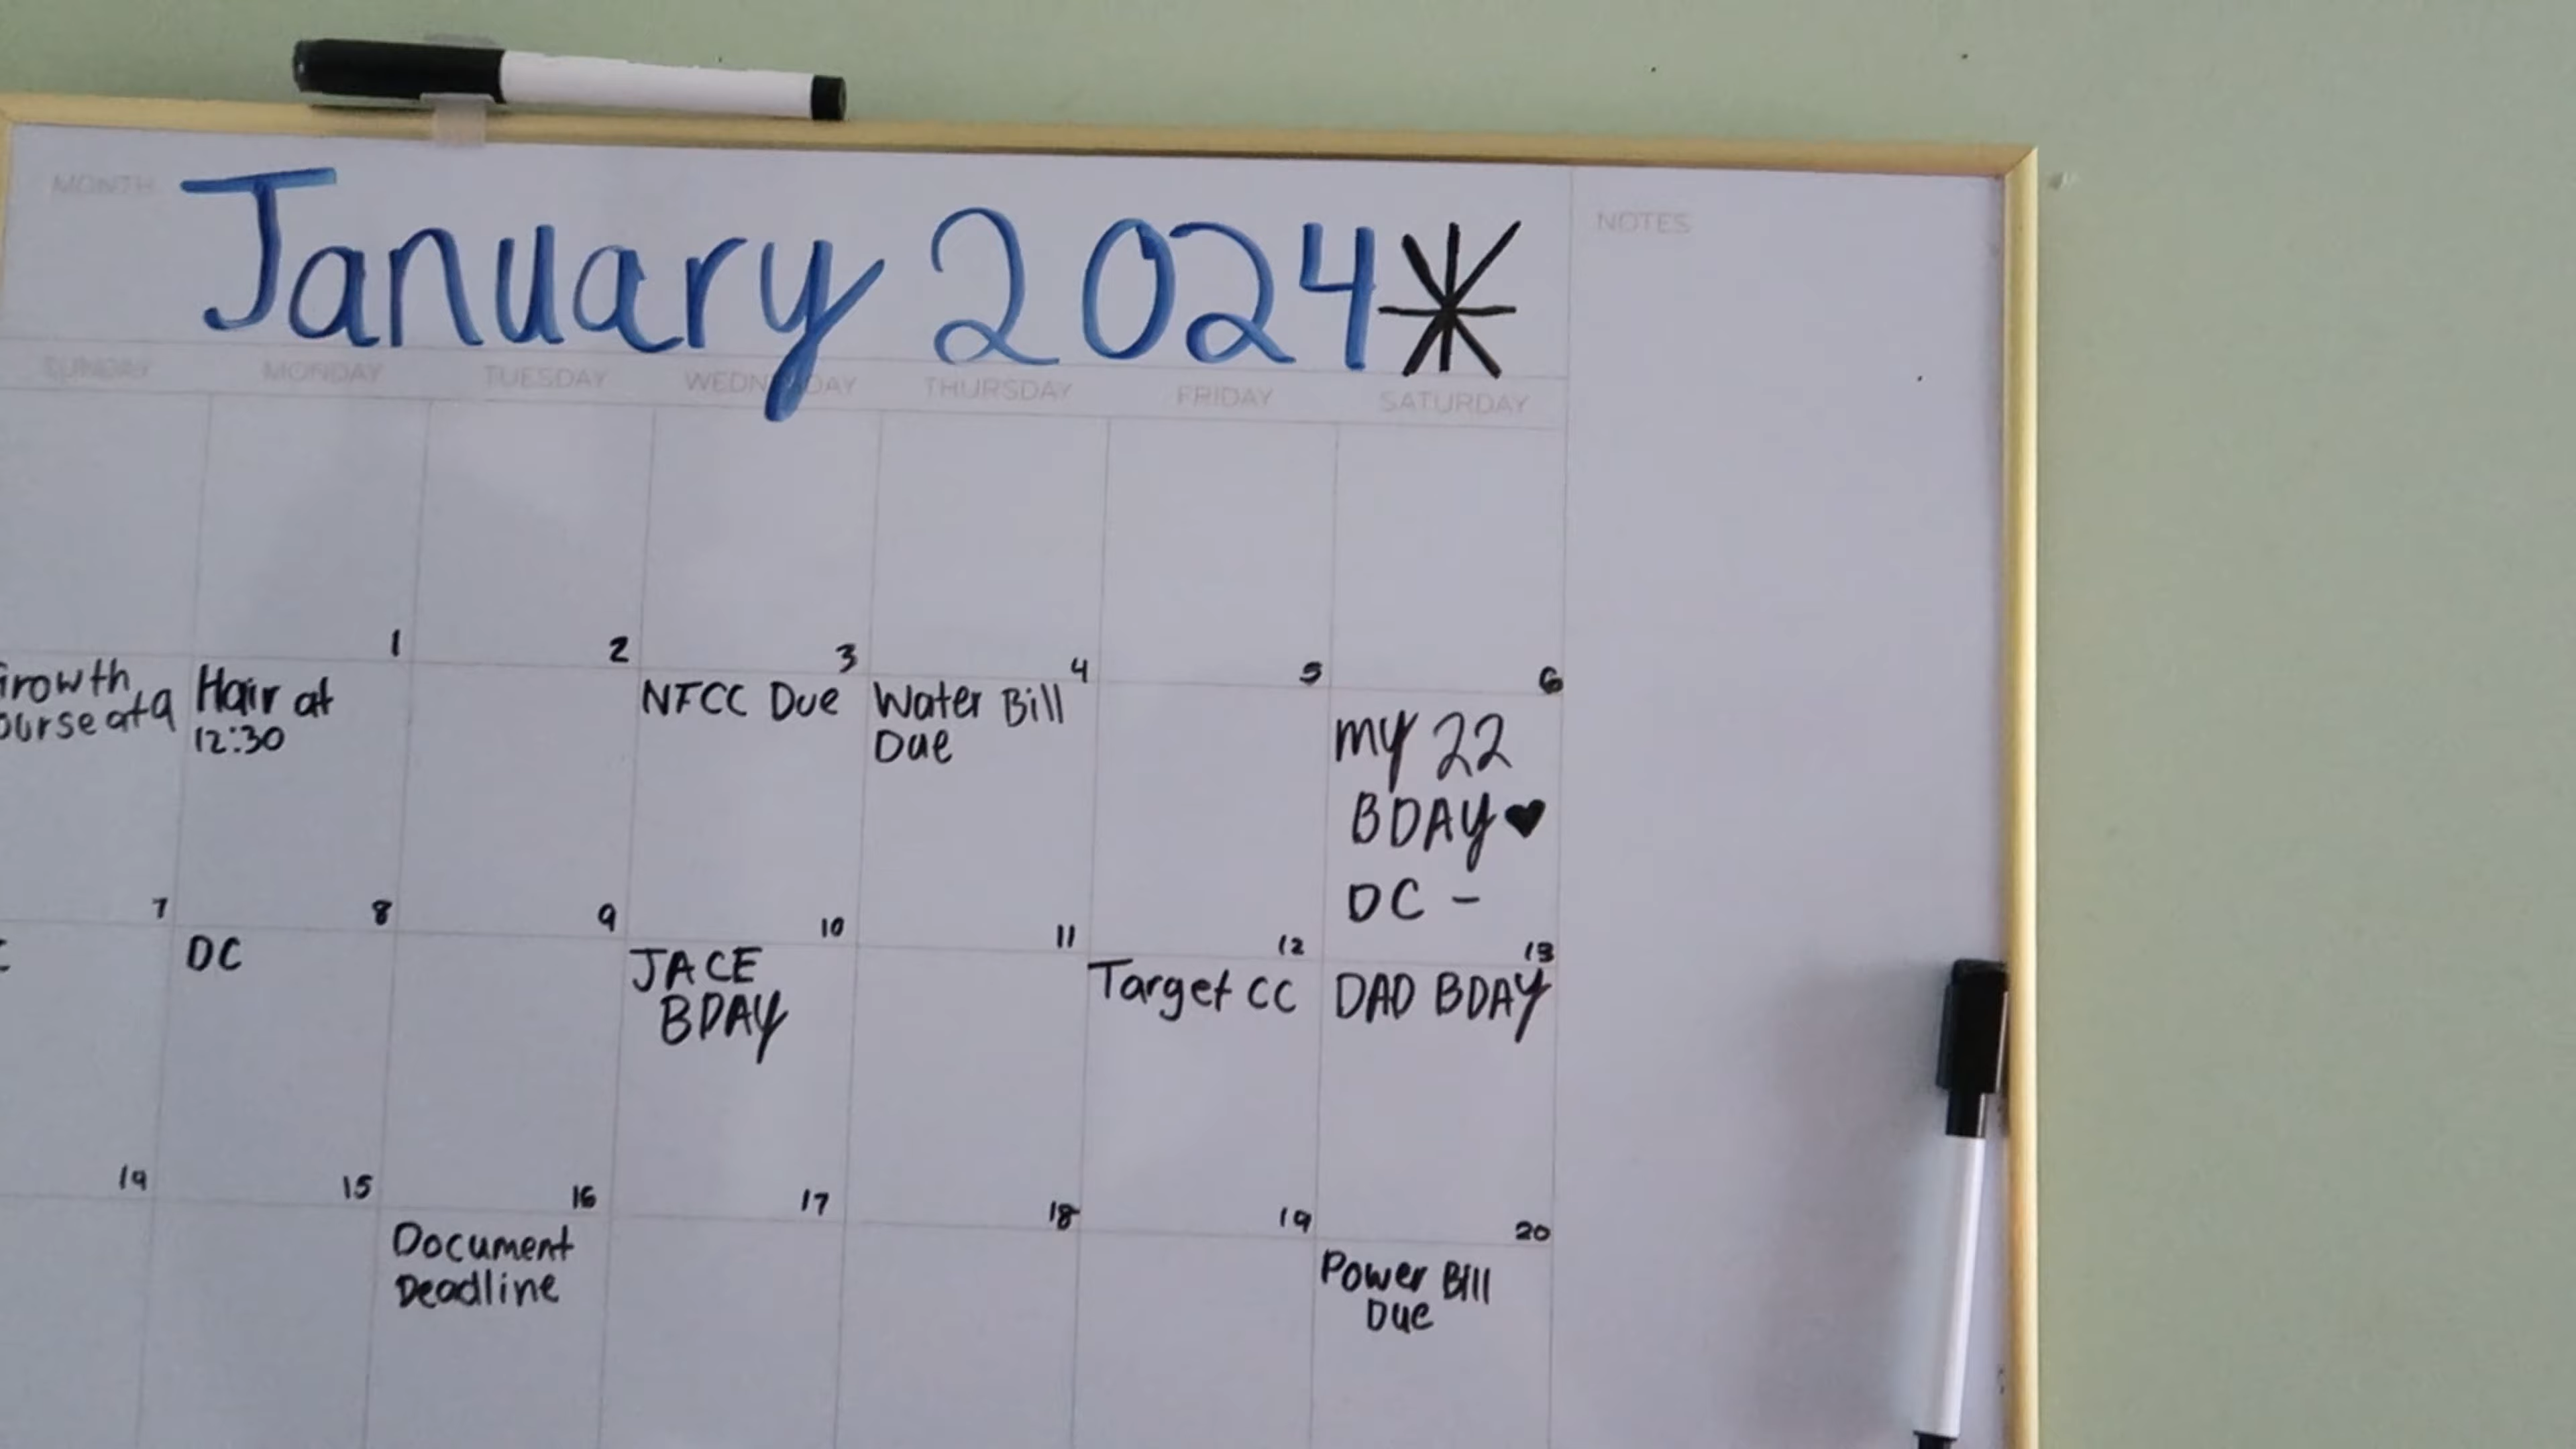 MONTH
January 2024
NOTES
SUNDAY MONDAY TUESDAY WEDNESDAY THURSDAY FRIDAY SATURDAY
1 2 3 4 5 6
Growth
ourse at 9
Hair at
12:30
NFCC Due
Water Bill
Due
my 22
BDAY♥
DC -
7 8 9 10 11 12 13
DC
JACE
BDAY
Target CC
DAD BDAY
14 15 16 17 18 19 20
Document
Deadline
Power Bill
Due